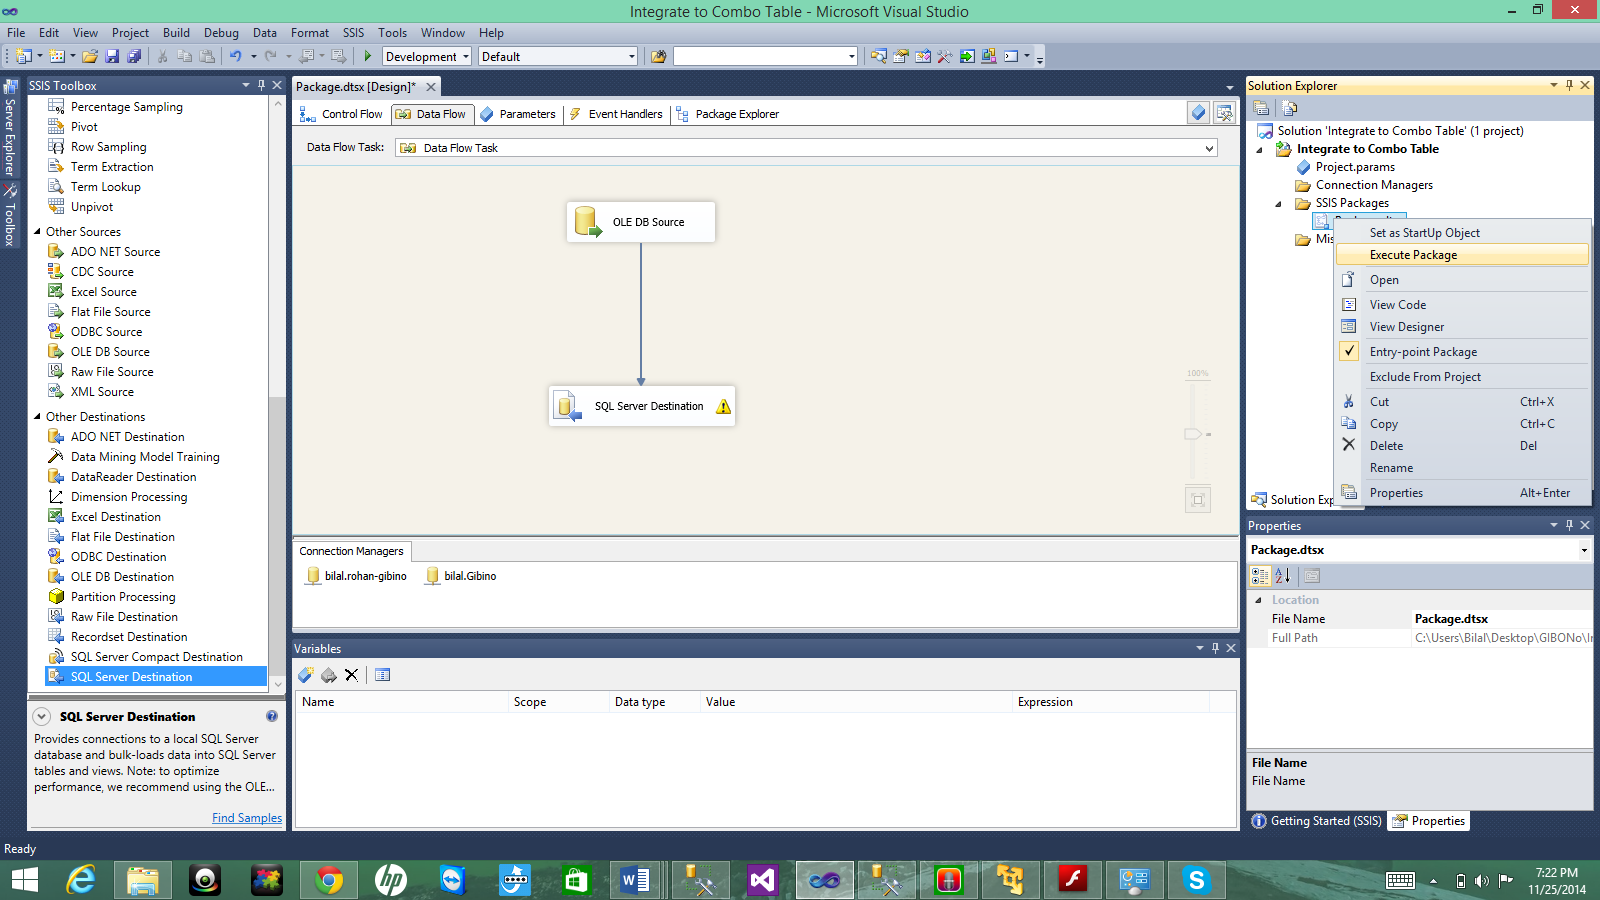 Integrate to Combo Table - Microsoft Visual Studio
File Edit View Project Build Debug Data Format SSIS Tools Window Help
Development Default
Server Explorer
Toolbox
SSIS Toolbox
Percentage Sampling
Pivot
Row Sampling
Term Extraction
Term Lookup
Unpivot
Other Sources
ADO NET Source
CDC Source
Excel Source
Flat File Source
ODBC Source
OLE DB Source
Raw File Source
XML Source
Other Destinations
ADO NET Destination
Data Mining Model Training
DataReader Destination
Dimension Processing
Excel Destination
Flat File Destination
ODBC Destination
OLE DB Destination
Partition Processing
Raw File Destination
Recordset Destination
SQL Server Compact Destination
SQL Server Destination
SQL Server Destination
Provides connections to a local SQL Server
database and bulk-loads data into SQL Server
tables and views. Note: to optimize
performance, we recommend using the OLE...
Find Samples
Package.dtsx [Design]*
Control Flow Data Flow Parameters Event Handlers Package Explorer
Data Flow Task: Data Flow Task
OLE DB Source
SQL Server Destination
100%
Connection Managers
bilal.rohan-gibino bilal.Gibino
Variables
Name Scope Data type Value Expression
Solution Explorer
Solution 'Integrate to Combo Table' (1 project)
Integrate to Combo Table
Project.params
Connection Managers
SSIS Packages
Set as StartUp Object
Execute Package
Open
View Code
View Designer
Entry-point Package
Exclude From Project
Cut Ctrl+X
Copy Ctrl+C
Delete Del
Rename
Properties Alt+Enter
Solution
Properties
Package.dtsx
Location
File Name Package.dtsx
Full Path C:\Users\Bilal\Desktop\GIBONo\
File Name
File Name
Getting Started (SSIS) Properties
Ready
7:22 PM
11/25/2014